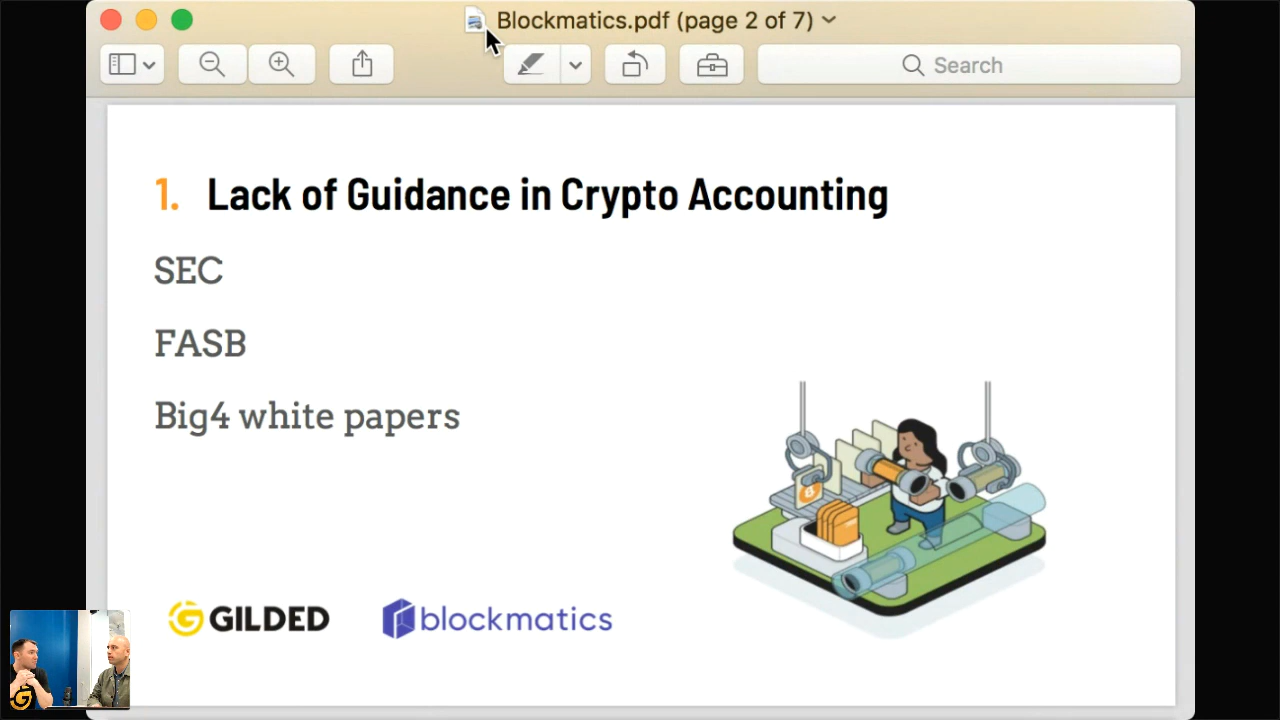 Blockmatics.pdf (page 2 of 7)
Search
1. Lack of Guidance in Crypto Accounting
SEC
FASB
Big4 white papers
GILDED
blockmatics